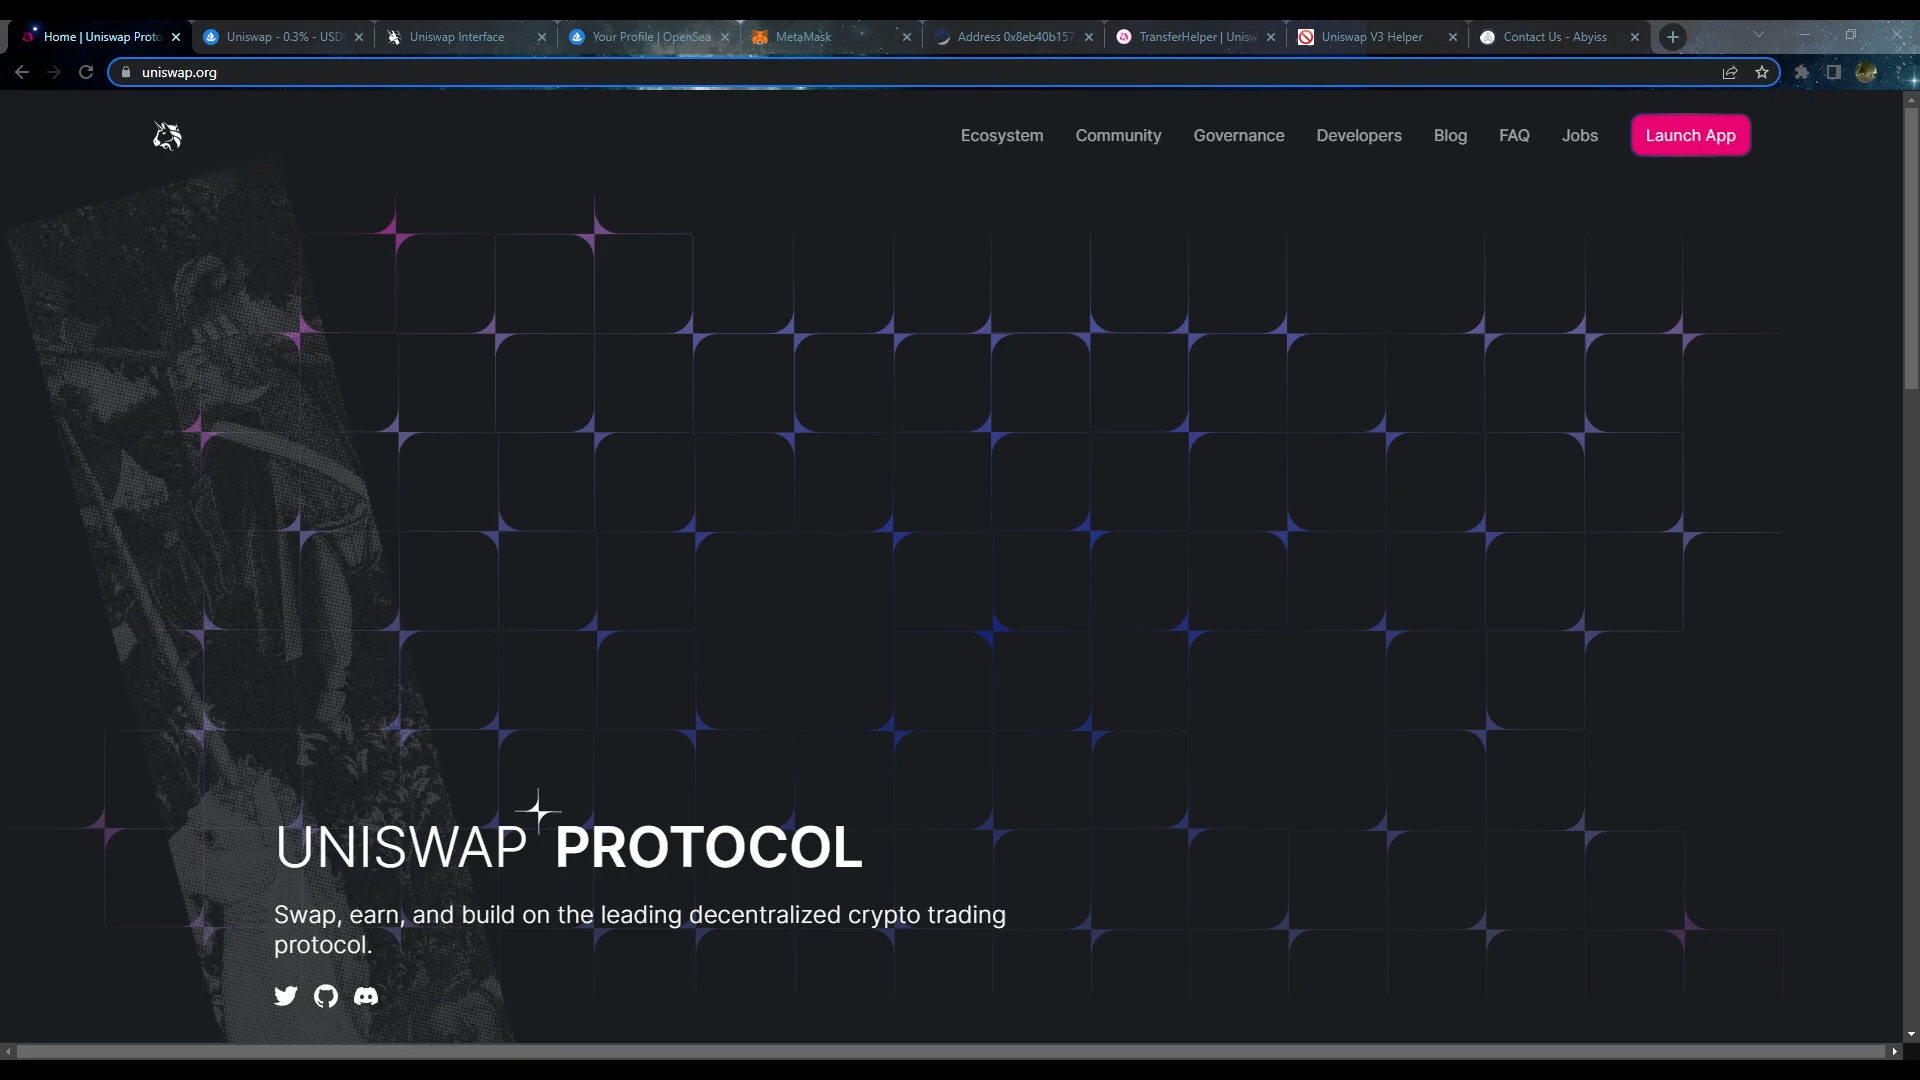 Home | Uniswap Proto
Uniswap - 0.3% - USD
Uniswap Interface
Your Profile | OpenSea
MetaMask
Address 0x8eb40b157
TransferHelper | Unisw
Uniswap V3 Helper
Contact Us - Abyiss
uniswap.org
Ecosystem
Community
Governance
Developers
Blog
FAQ
Jobs
Launch App
UNISWAP PROTOCOL
Swap, earn, and build on the leading decentralized crypto trading
protocol.